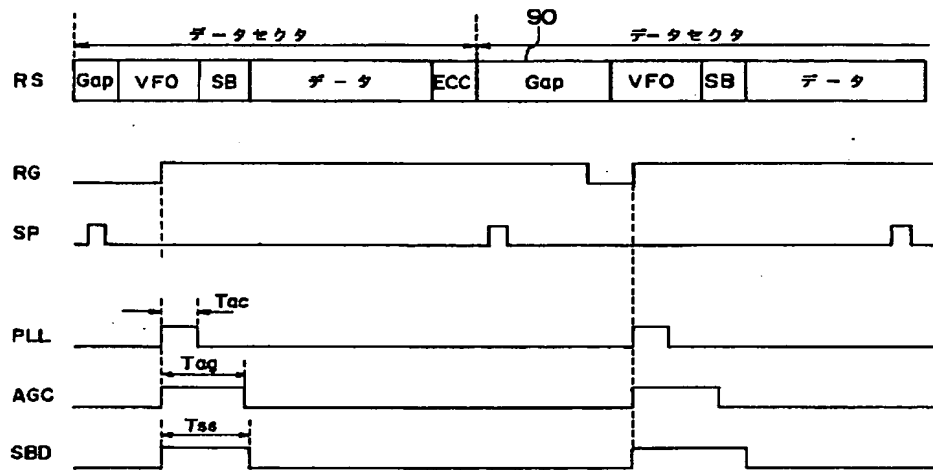 90
データセクタ データセクタ
RS Gap VFO SB データ ECC Gap VFO SB データ
RG
SP
Tac
PLL
Tag
AGC
Tss
SBD